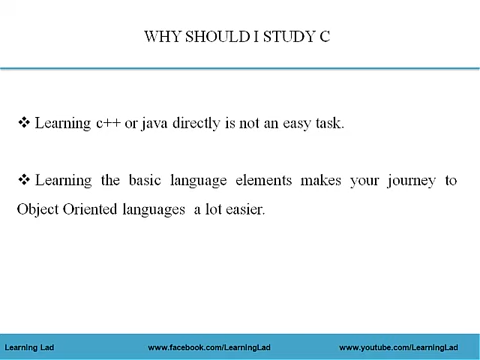 WHY SHOULD I STUDY C
❖ Learning c++ or java directly is not an easy task.
❖ Learning the basic language elements makes your journey to
Object Oriented languages a lot easier.
Learning Lad www.facebook.com/LearningLad www.youtube.com/LearningLad